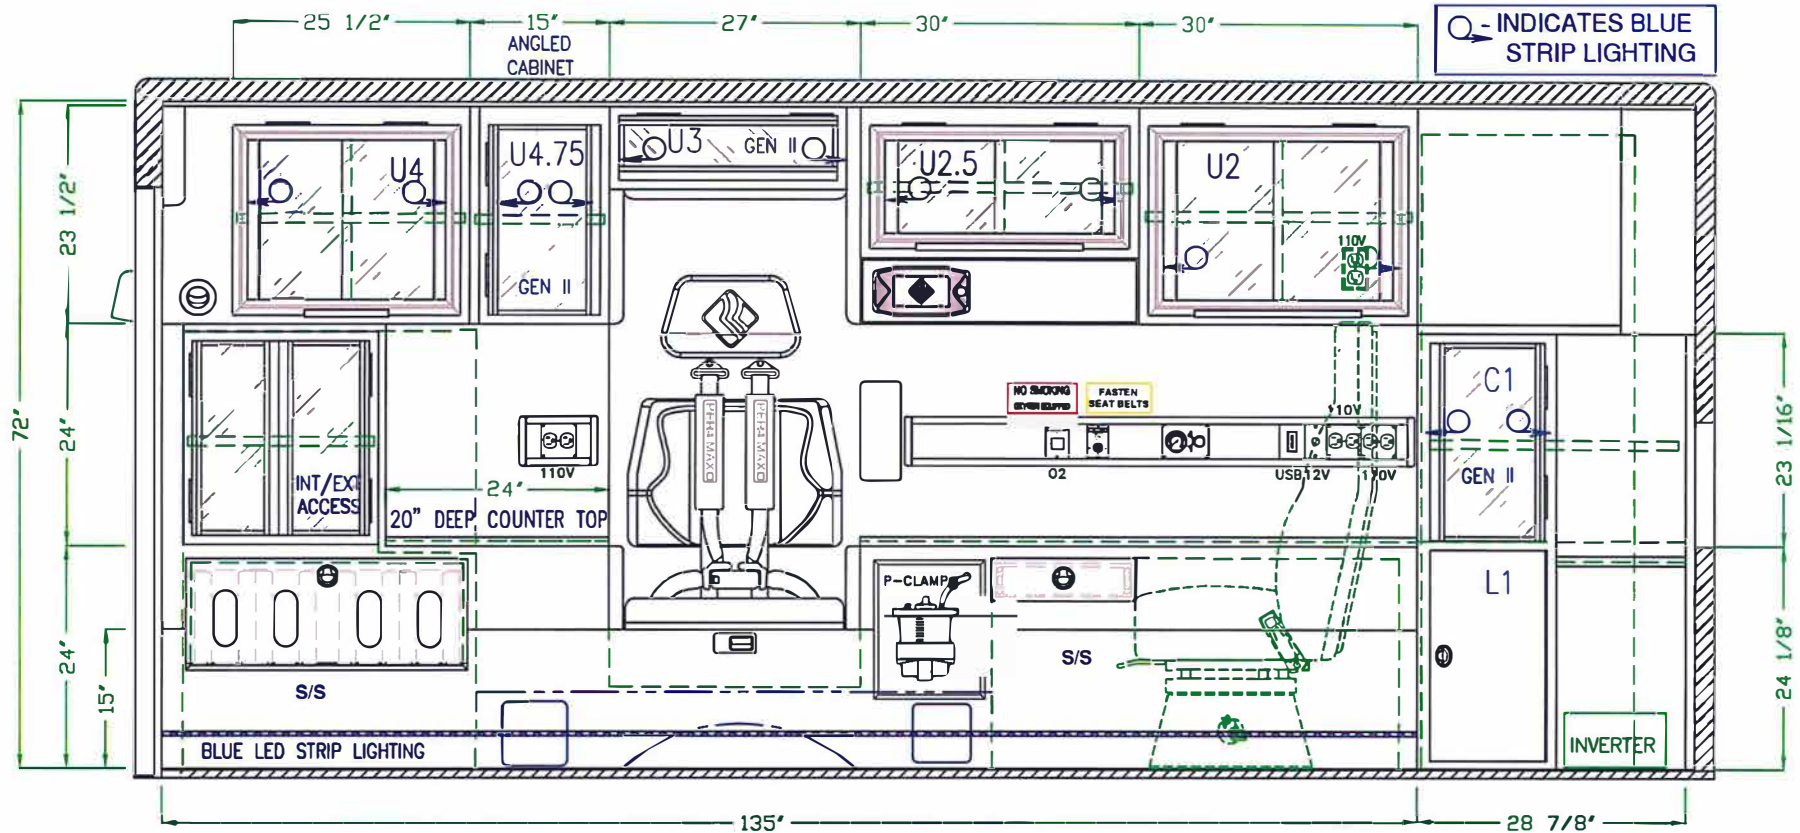 25 1/2"
15"
27"
30"
30"
- INDICATES BLUE
STRIP LIGHTING
ANGLED
CABINET
U4
U4.75
GEN II
U3
GEN II
U2.5
U2
110V
23 1/2"
72"
24"
24"
15"
INT/EXT
ACCESS
24"
20" DEEP COUNTER TOP
110V
NO SMOKING
OXYGEN EQUIPPED
FASTEN
SEAT BELTS
110V
O2
USB 12V
110V
C1
GEN II
L1
23 1/16"
24 1/8"
P-CLAMP
S/S
S/S
BLUE LED STRIP LIGHTING
INVERTER
135"
28 7/8"